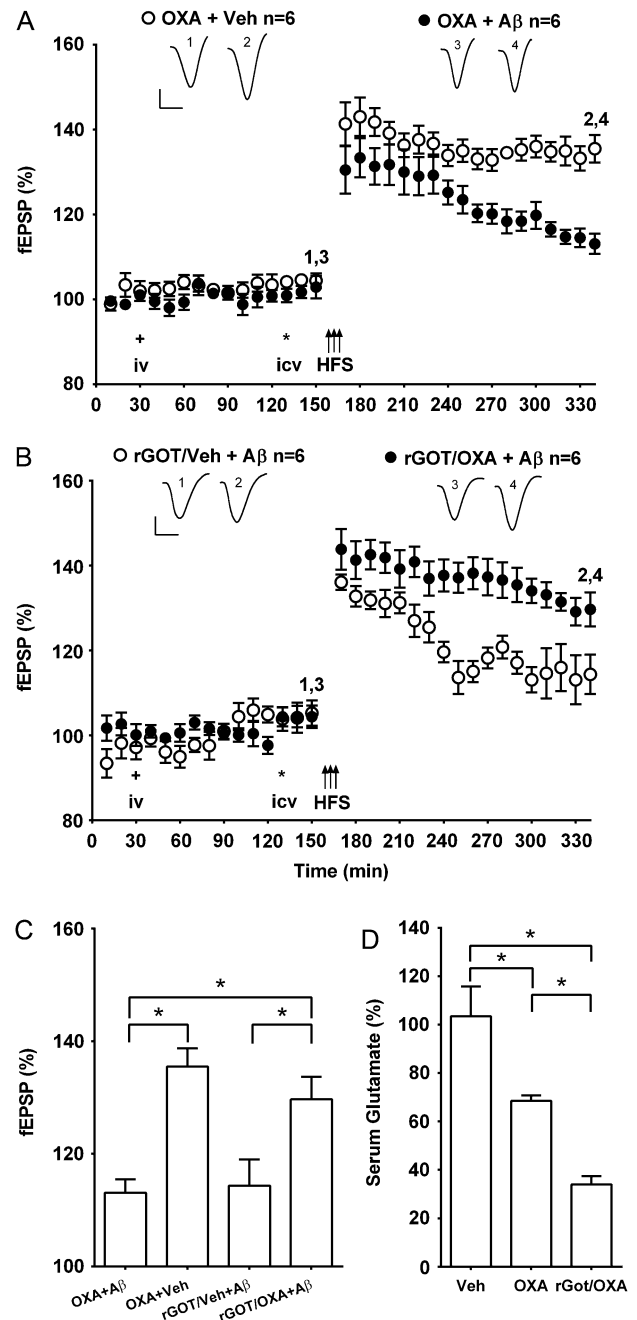 A
OXA + Veh n=6
OXA + Aβ n=6
1
2
3
4
160
140
120
100
80
fEPSP (%)
2,4
1,3
+
*
iv
icv
HFS
0 30 60 90 120 150 180 210 240 270 300 330
B
rGOT/Veh + Aβ n=6
rGOT/OXA + Aβ n=6
1
2
3
4
160
140
120
100
80
fEPSP (%)
2,4
1,3
+
*
iv
icv
HFS
0 30 60 90 120 150 180 210 240 270 300 330
Time (min)
C
160
140
120
100
fEPSP (%)
*
* *
OXA+Aβ OXA+Veh rGOT/Veh+Aβ rGOT/OXA+Aβ
D
140
120
100
80
60
40
20
0
Serum Glutamate (%)
*
*
*
Veh OXA rGot/OXA